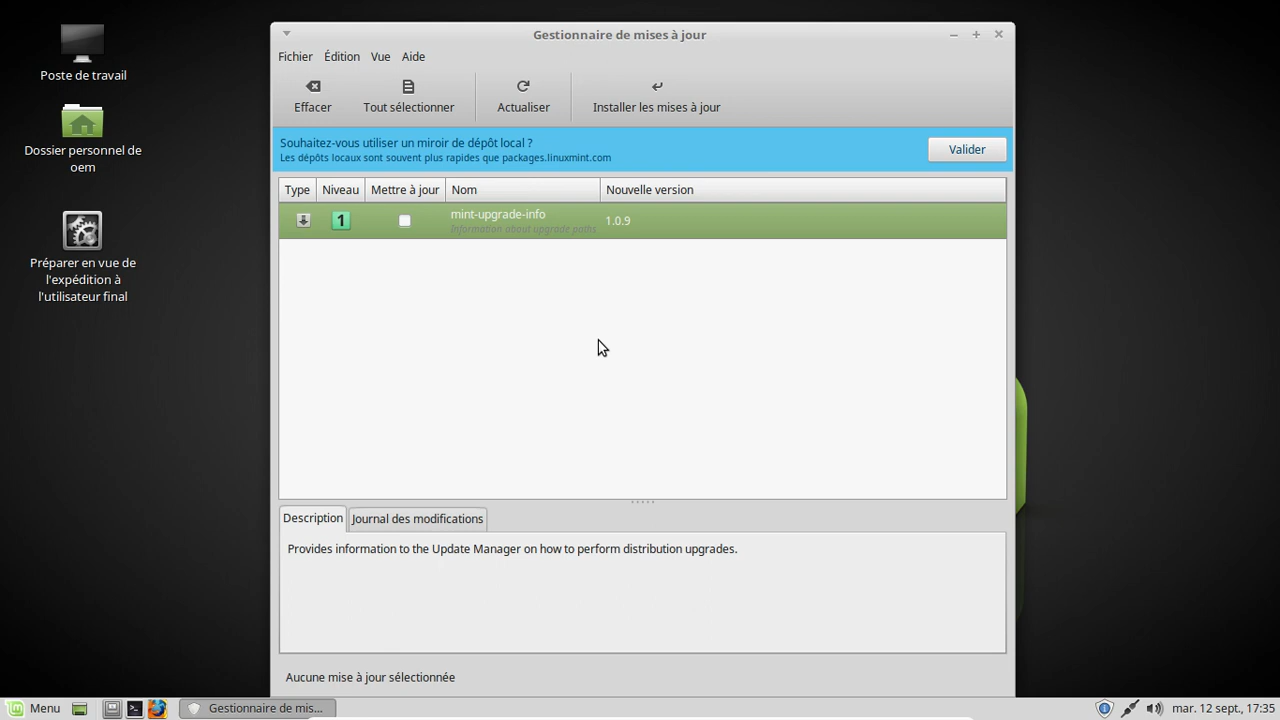 Poste de travail
Dossier personnel de
oem
Préparer en vue de
l'expédition à
l'utilisateur final
Gestionnaire de mises à jour
Fichier Édition Vue Aide
Effacer Tout sélectionner Actualiser Installer les mises à jour
Souhaitez-vous utiliser un miroir de dépôt local ?
Les dépôts locaux sont souvent plus rapides que packages.linuxmint.com
Valider
Type Niveau Mettre à jour Nom Nouvelle version
1 mint-upgrade-info 1.0.9
Information about upgrade paths
Description Journal des modifications
Provides information to the Update Manager on how to perform distribution upgrades.
Aucune mise à jour sélectionnée
Menu Gestionnaire de mis... mar. 12 sept., 17:35